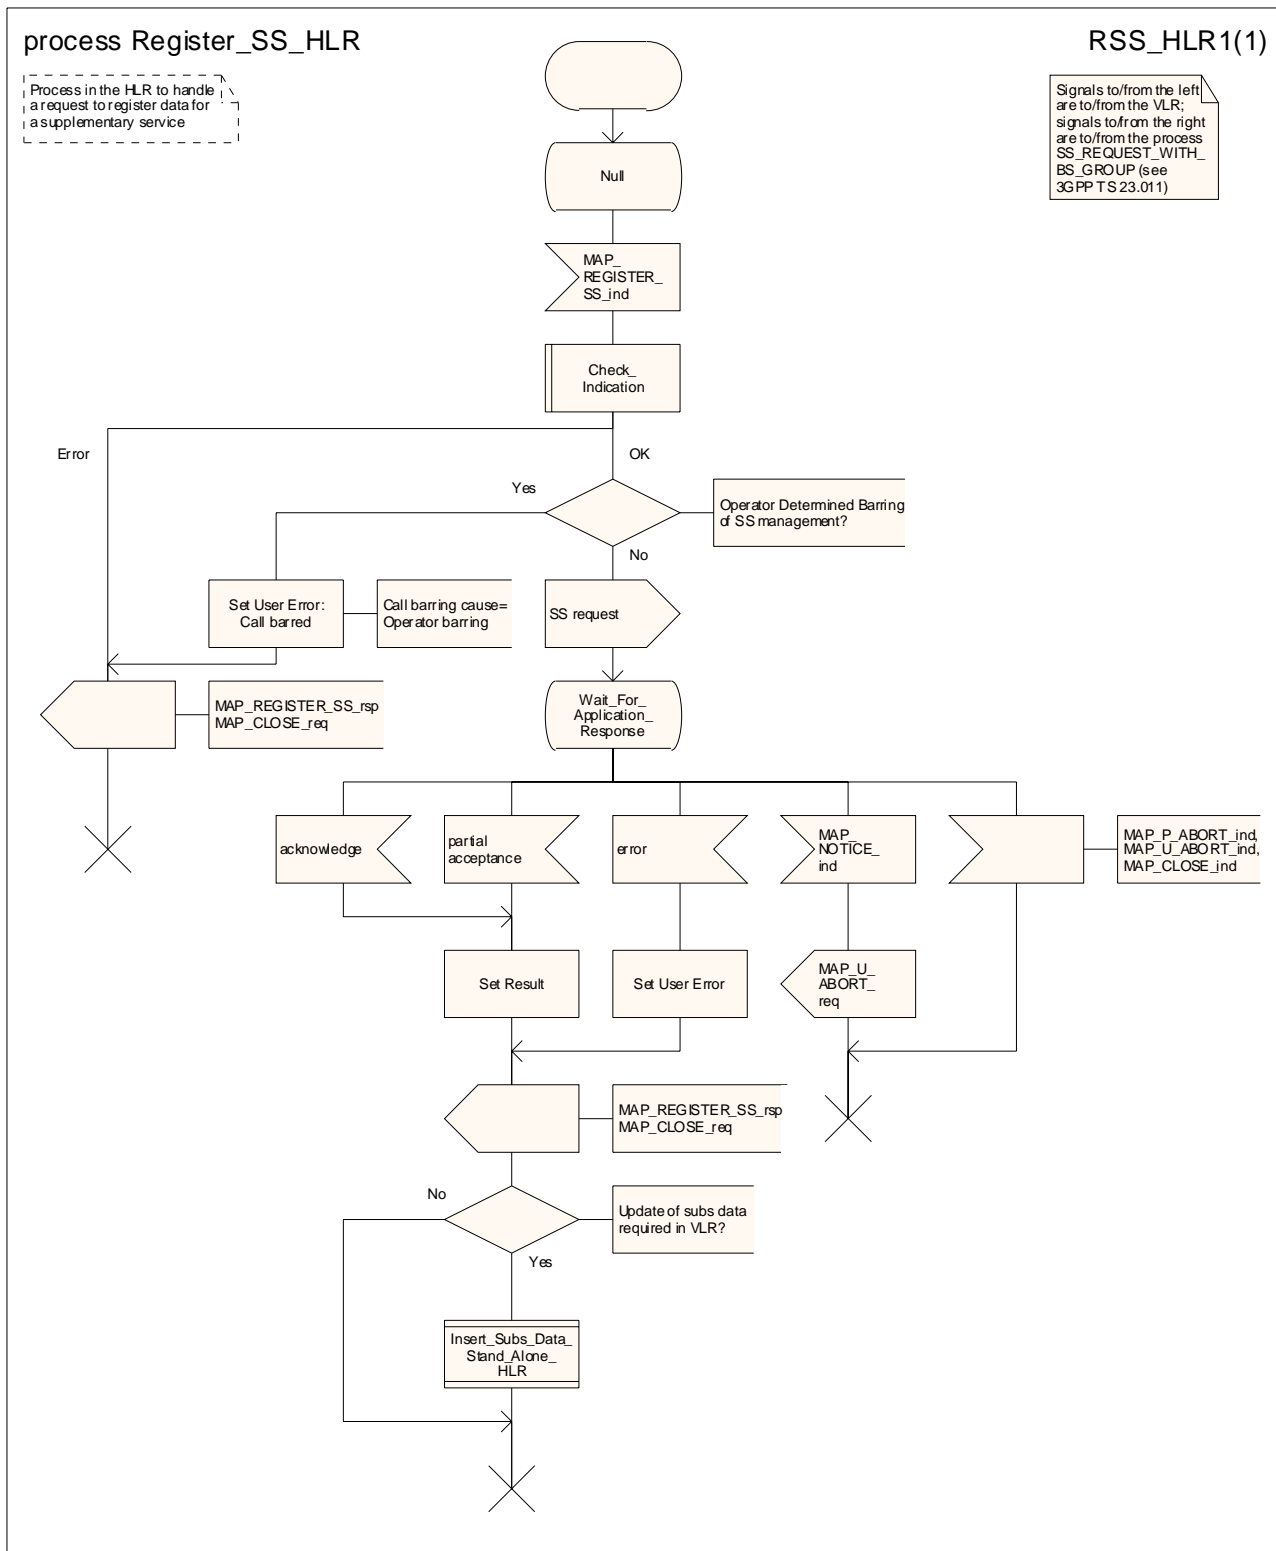 process Register_SS_HLR
RSS_HLR1(1)
Process in the HLR to handle
a request to register data for
a supplementary service
Signals to/from the left
are to/from the VLR;
signals to/from the right
are to/from the process
SS_REQUEST_WITH_
BS_GROUP (see
3GPP TS 23.011)
Null
MAP_
REGISTER_
SS_ind
Check_
Indication
Error
OK
Yes
Operator Determined Barring
of SS management?
No
Set User Error:
Call barred
Call barring cause=
Operator barring
SS request
MAP_REGISTER_SS_rsp
MAP_CLOSE_req
Wait_For_
Application_
Response
acknowledge
partial
acceptance
error
MAP_
NOTICE_
ind
MAP_P_ABORT_ind,
MAP_U_ABORT_ind,
MAP_CLOSE_ind
Set Result
Set User Error
MAP_U_
ABORT_
req
MAP_REGISTER_SS_rsp
MAP_CLOSE_req
No
Update of subs data
required in VLR?
Yes
Insert_Subs_Data_
Stand_Alone_
HLR